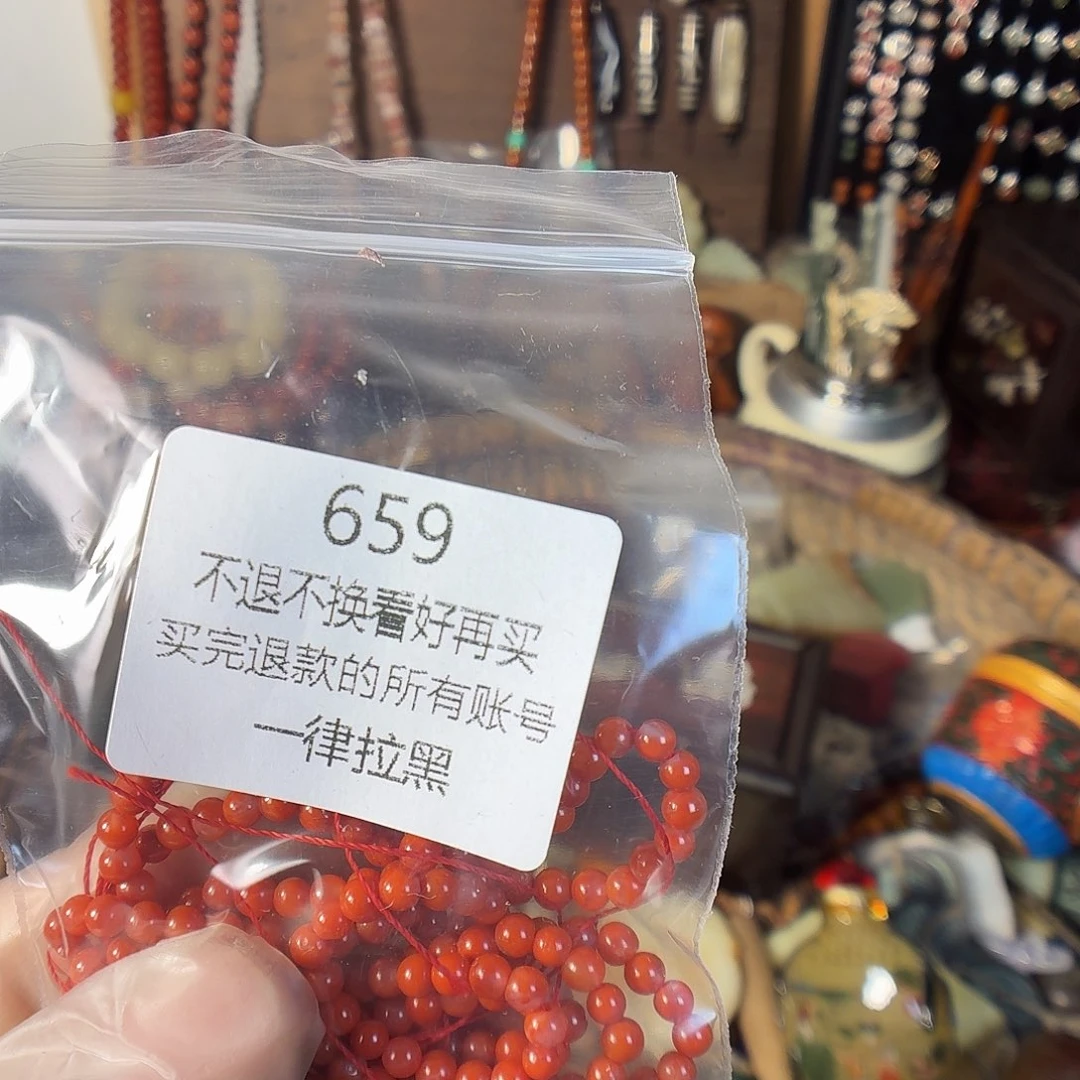 659
不退不换看好再买
买完退款的所有账号
一律拉黑